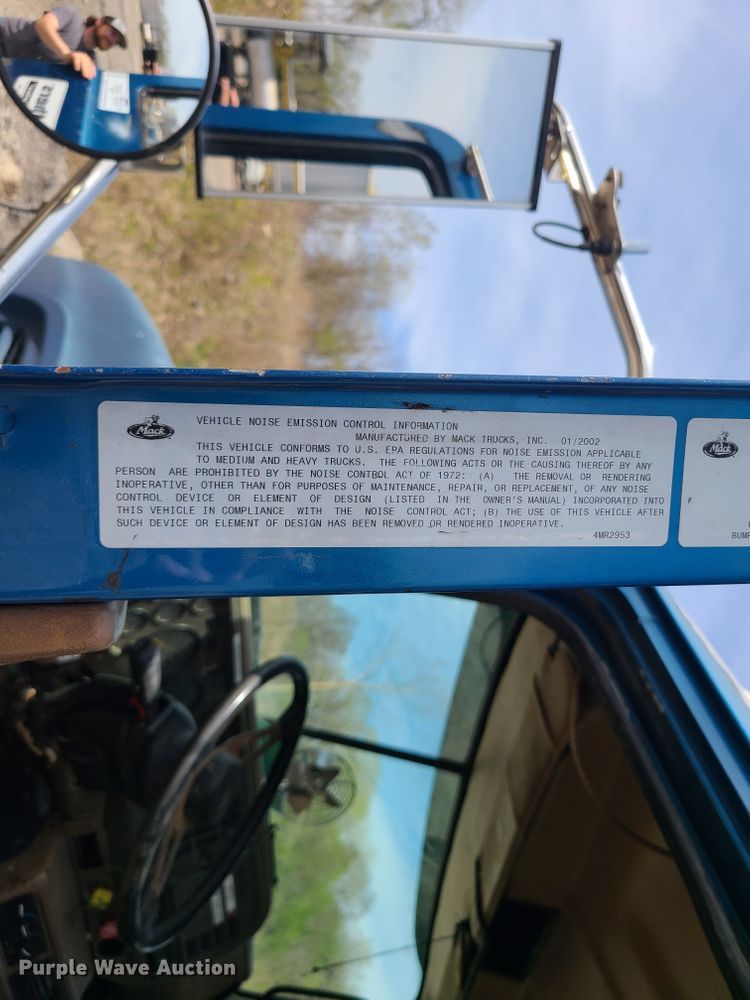 Mack
VEHICLE NOISE EMISSION CONTROL INFORMATION
MANUFACTURED BY MACK TRUCKS, INC. 01/2002
THIS VEHICLE CONFORMS TO U.S. EPA REGULATIONS FOR NOISE EMISSION APPLICABLE
TO MEDIUM AND HEAVY TRUCKS. THE FOLLOWING ACTS OR THE CAUSING THEREOF BY ANY
PERSON ARE PROHIBITED BY THE NOISE CONTROL ACT OF 1972: (A) THE REMOVAL OR RENDERING
INOPERATIVE, OTHER THAN FOR PURPOSES OF MAINTENANCE, REPAIR, OR REPLACEMENT, OF ANY NOISE
CONTROL DEVICE OR ELEMENT OF DESIGN (LISTED IN THE OWNER'S MANUAL) INCORPORATED INTO
THIS VEHICLE IN COMPLIANCE WITH THE NOISE CONTROL ACT; (B) THE USE OF THIS VEHICLE AFTER
SUCH DEVICE OR ELEMENT OF DESIGN HAS BEEN REMOVED OR RENDERED INOPERATIVE.
4MR2953
Mack
Purple Wave Auction